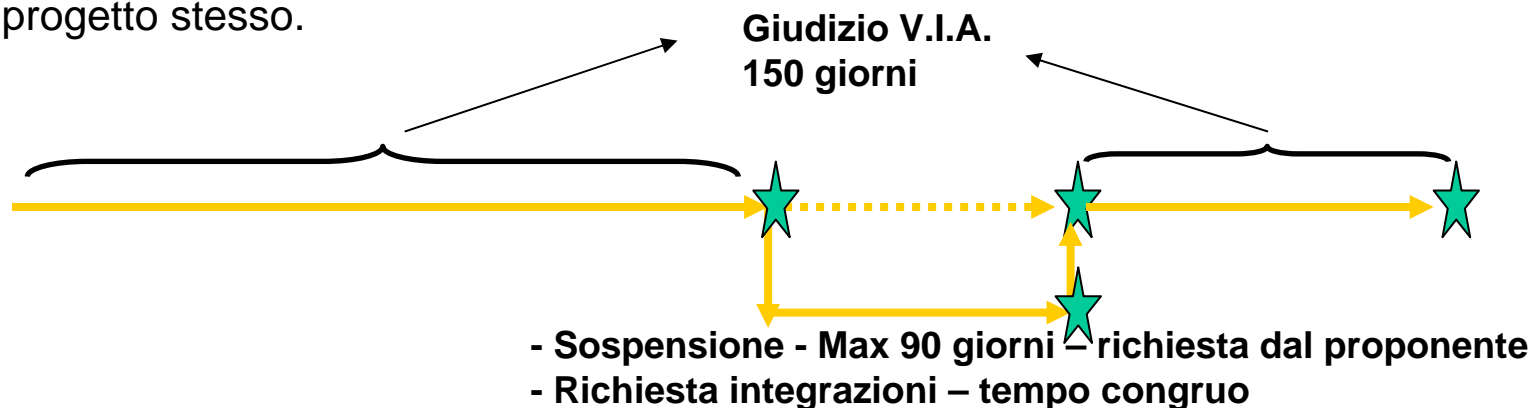 progetto stesso.
Giudizio V.I.A.
150 giorni
- Sospensione - Max 90 giorni – richiesta dal proponente
- Richiesta integrazioni – tempo congruo